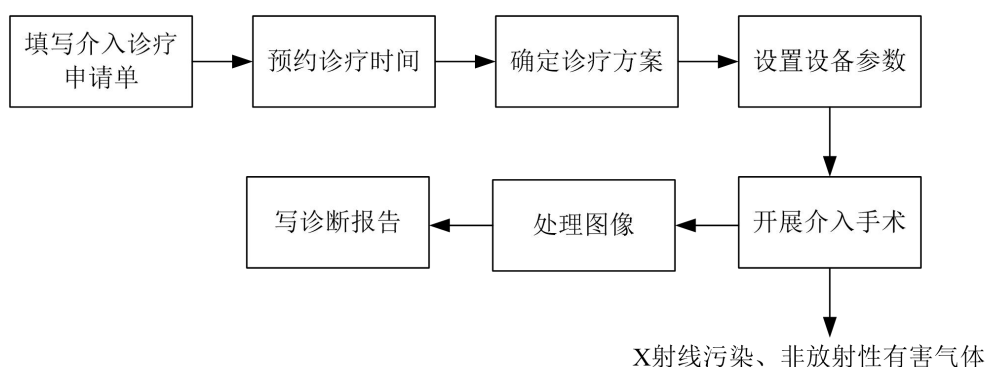 填写介入诊疗
申请单
预约诊疗时间
确定诊疗方案
设置设备参数
开展介入手术
处理图像
写诊断报告
X射线污染、非放射性有害气体